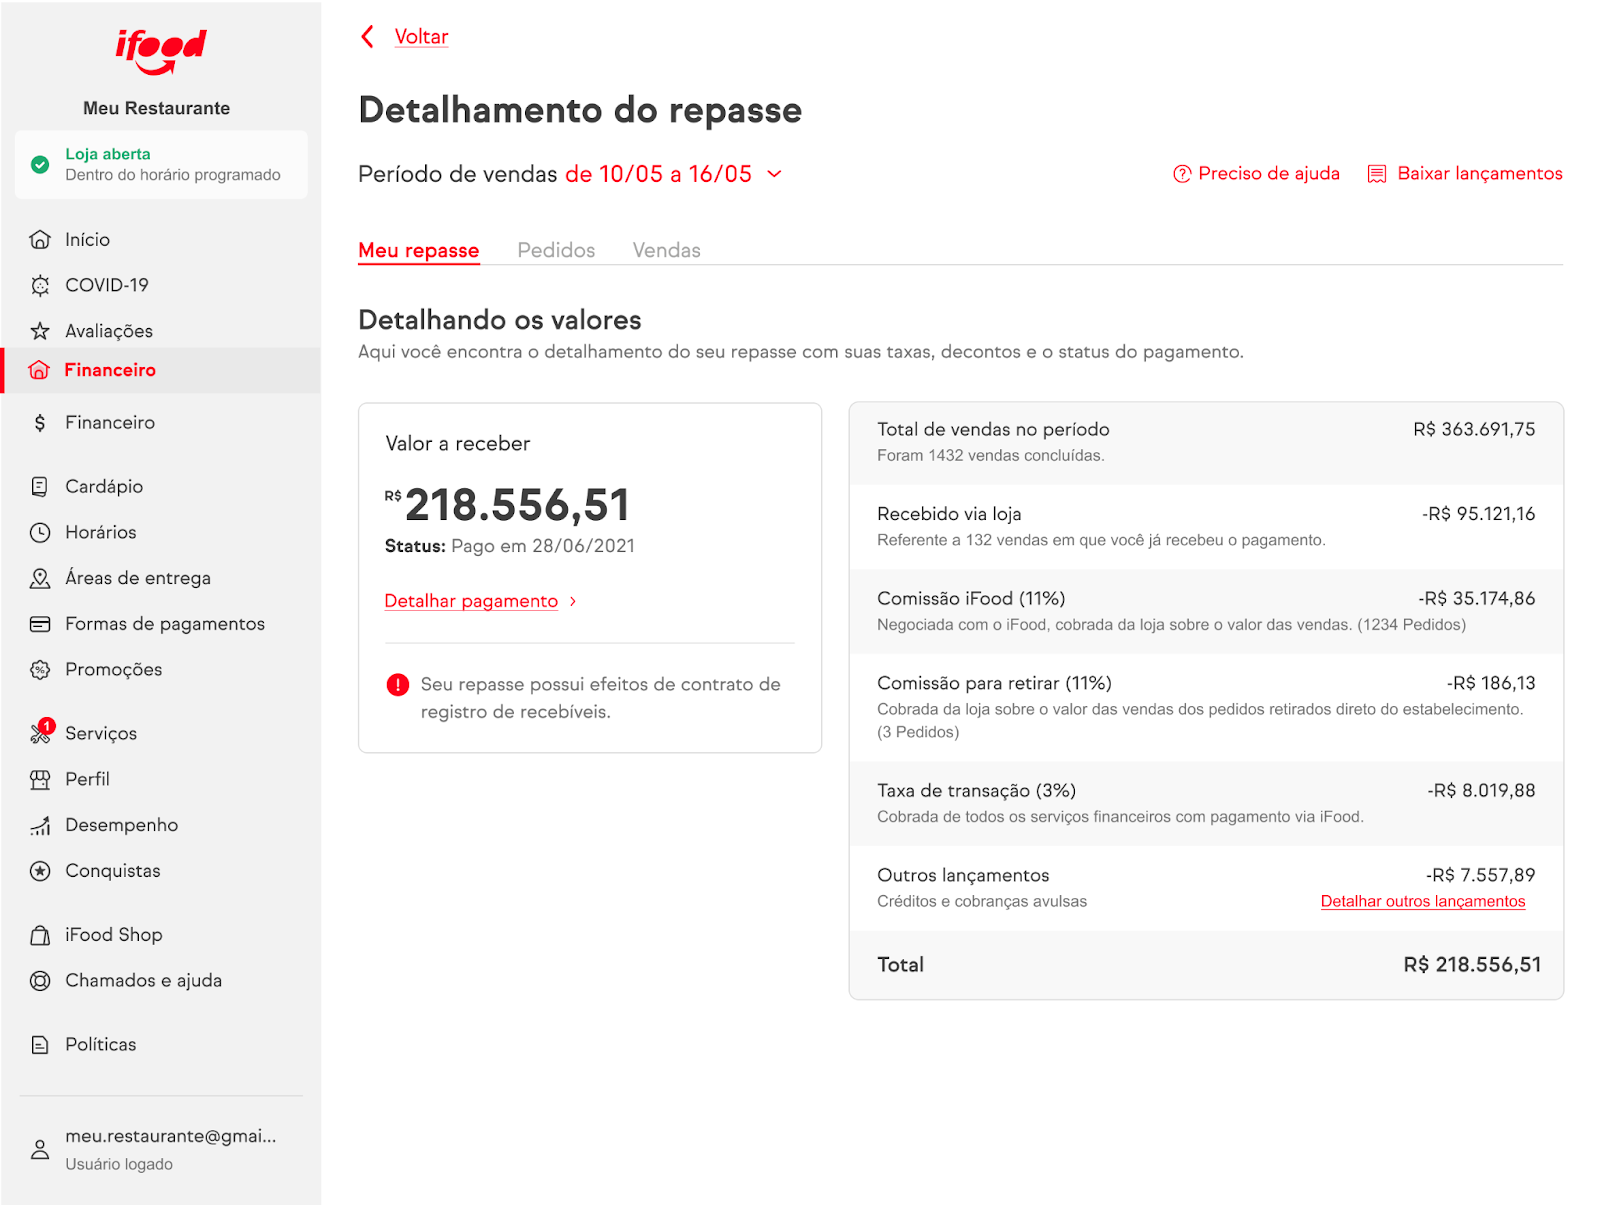 ifood
Meu Restaurante
Loja aberta
Dentro do horário programado
Início
COVID-19
Avaliações
Financeiro
$ Financeiro
Cardápio
Horários
Áreas de entrega
Formas de pagamentos
Promoções
1
Serviços
Perfil
Desempenho
Conquistas
iFood Shop
Chamados e ajuda
Políticas
meu.restaurante@gmai...
Usuário logado
Voltar
Detalhamento do repasse
Período de vendas de 10/05 a 16/05
Preciso de ajuda
Baixar lançamentos
Meu repasse Pedidos Vendas
Detalhando os valores
Aqui você encontra o detalhamento do seu repasse com suas taxas, decontos e o status do pagamento.
Valor a receber
R$ 218.556,51
Status: Pago em 28/06/2021
Detalhar pagamento
Seu repasse possui efeitos de contrato de
registro de recebíveis.
Total de vendas no período R$ 363.691,75
Foram 1432 vendas concluídas.
Recebido via loja -R$ 95.121,16
Referente a 132 vendas em que você já recebeu o pagamento.
Comissão iFood (11%) -R$ 35.174,86
Negociada com o iFood, cobrada da loja sobre o valor das vendas. (1234 Pedidos)
Comissão para retirar (11%) -R$ 186,13
Cobrada da loja sobre o valor das vendas dos pedidos retirados direto do estabelecimento.
(3 Pedidos)
Taxa de transação (3%) -R$ 8.019,88
Cobrada de todos os serviços financeiros com pagamento via iFood.
Outros lançamentos -R$ 7.557,89
Créditos e cobranças avulsas Detalhar outros lançamentos
Total R$ 218.556,51